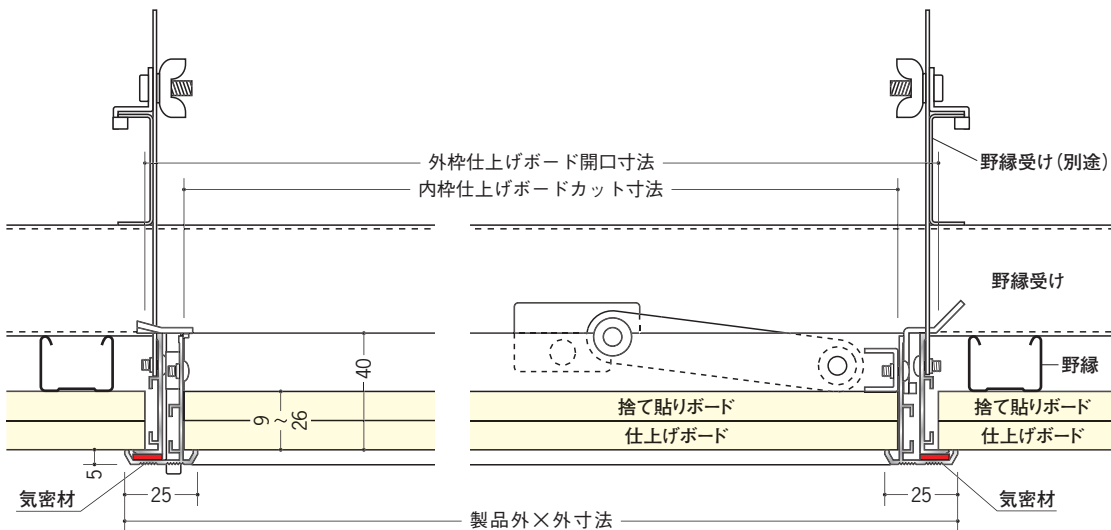 外枠仕上げボード開口寸法
野縁受け(別途)
内枠仕上げボードカット寸法
野縁受け
40
野縁
9~26
捨て貼りボード
捨て貼りボード
仕上げボード
仕上げボード
5
気密材
25
25
気密材
製品外×外寸法